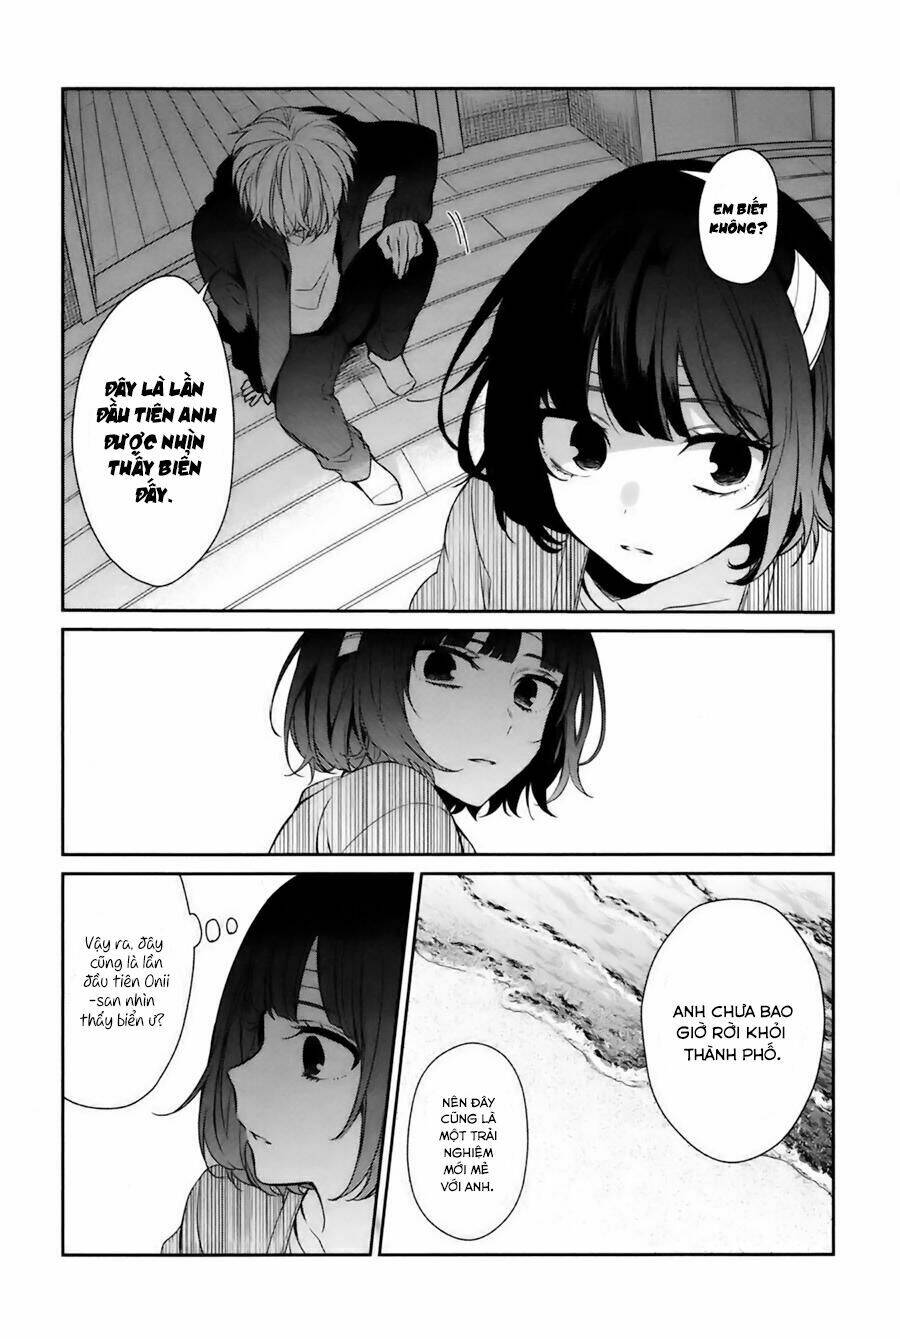 EM BIẾT
KHÔNG?
ĐÂY LÀ LẦN
ĐẦU TIÊN ANH
ĐƯỢC NHÌN
THẤY BIỂN
ĐẤY.
ANH CHƯA BAO
GIỜ RỜI KHỎI
THÀNH PHỐ.
NÊN ĐÂY
CŨNG LÀ
MỘT TRẢI
NGHIỆM
MỚI MẺ
VỚI ANH.
Vậy ra, đây
cũng là lần
đầu tiên Onii
-san nhìn
thấy biển ư?